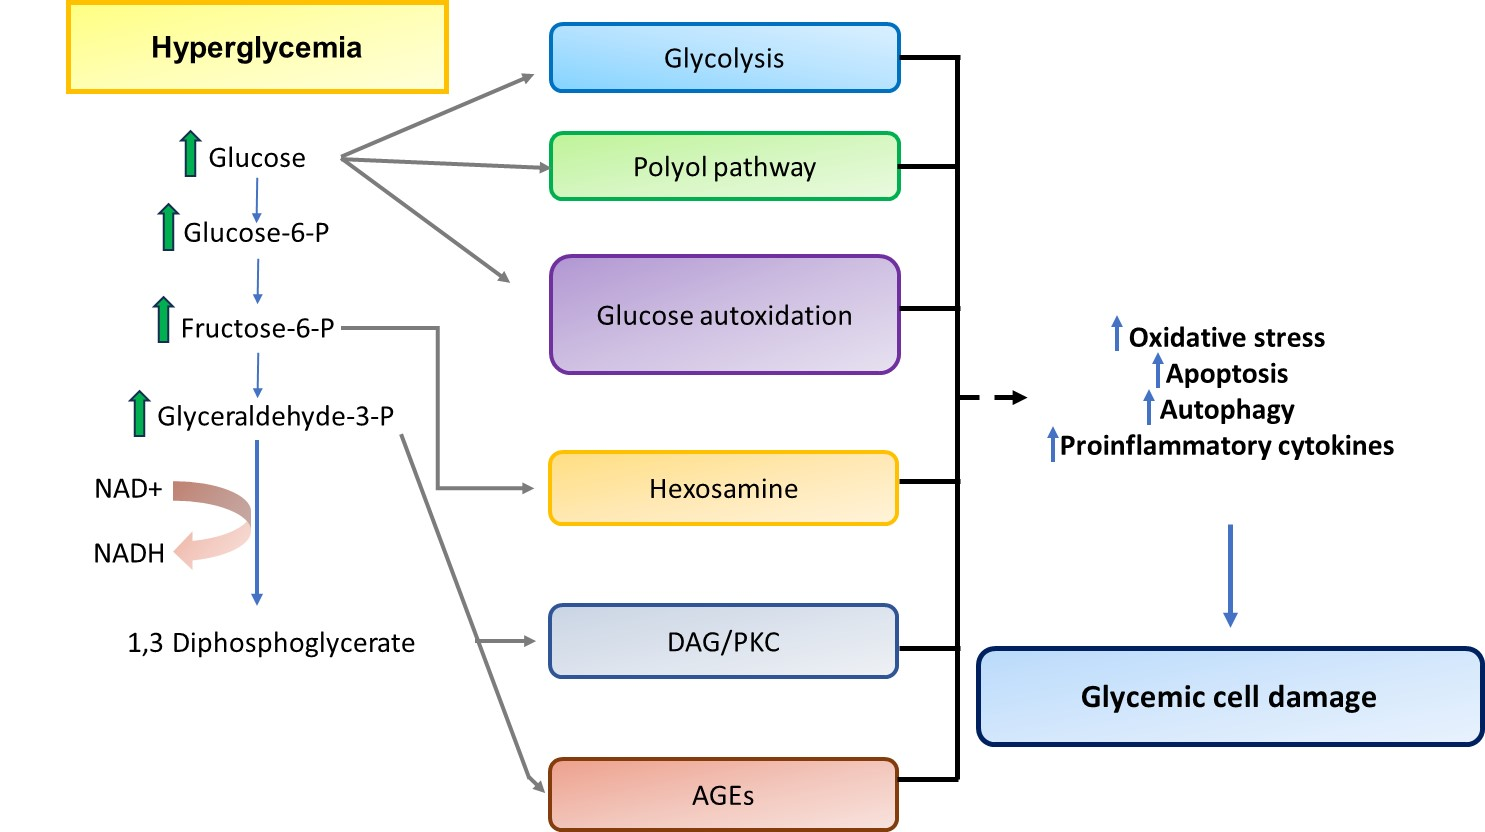 Hyperglycemia
Glucose
Glucose-6-P
Fructose-6-P
Glyceraldehyde-3-P
NAD+
NADH
1,3 Diphosphoglycerate
Glycolysis
Polyol pathway
Glucose autoxidation
Hexosamine
DAG/PKC
AGEs
Oxidative stress
Apoptosis
Autophagy
Proinflammatory cytokines
Glycemic cell damage